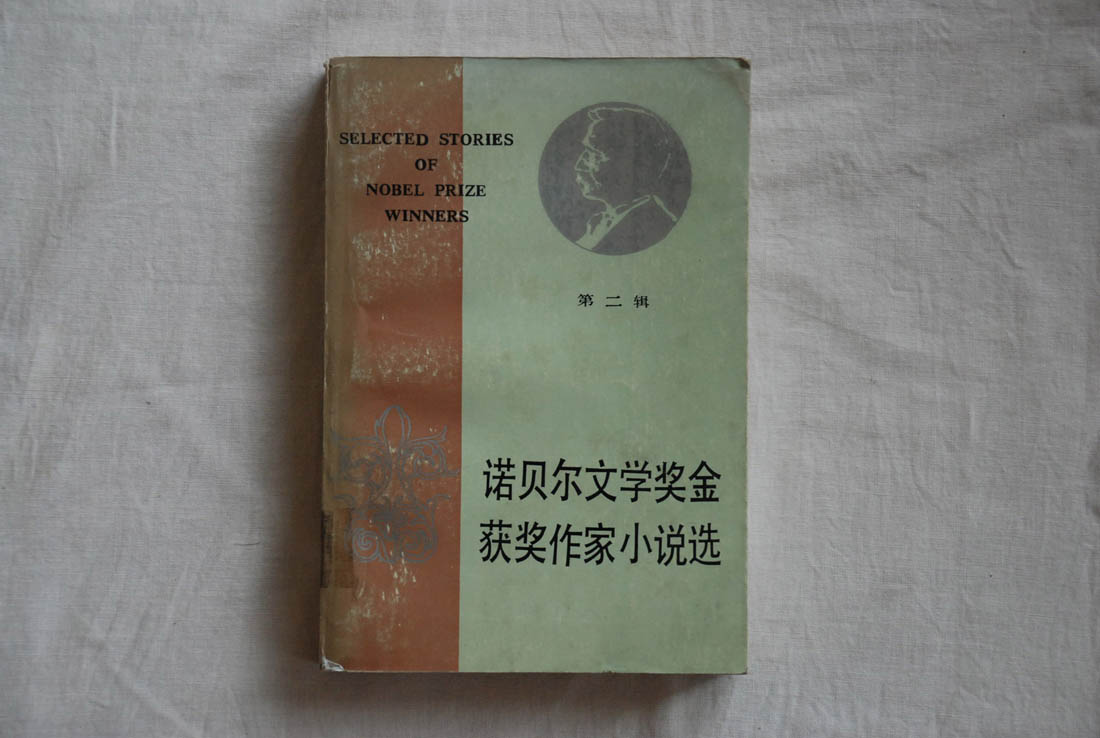 SELECTED STORIES
OF
NOBEL PRIZE
WINNERS
第二辑
诺贝尔文学奖金
获奖作家小说选